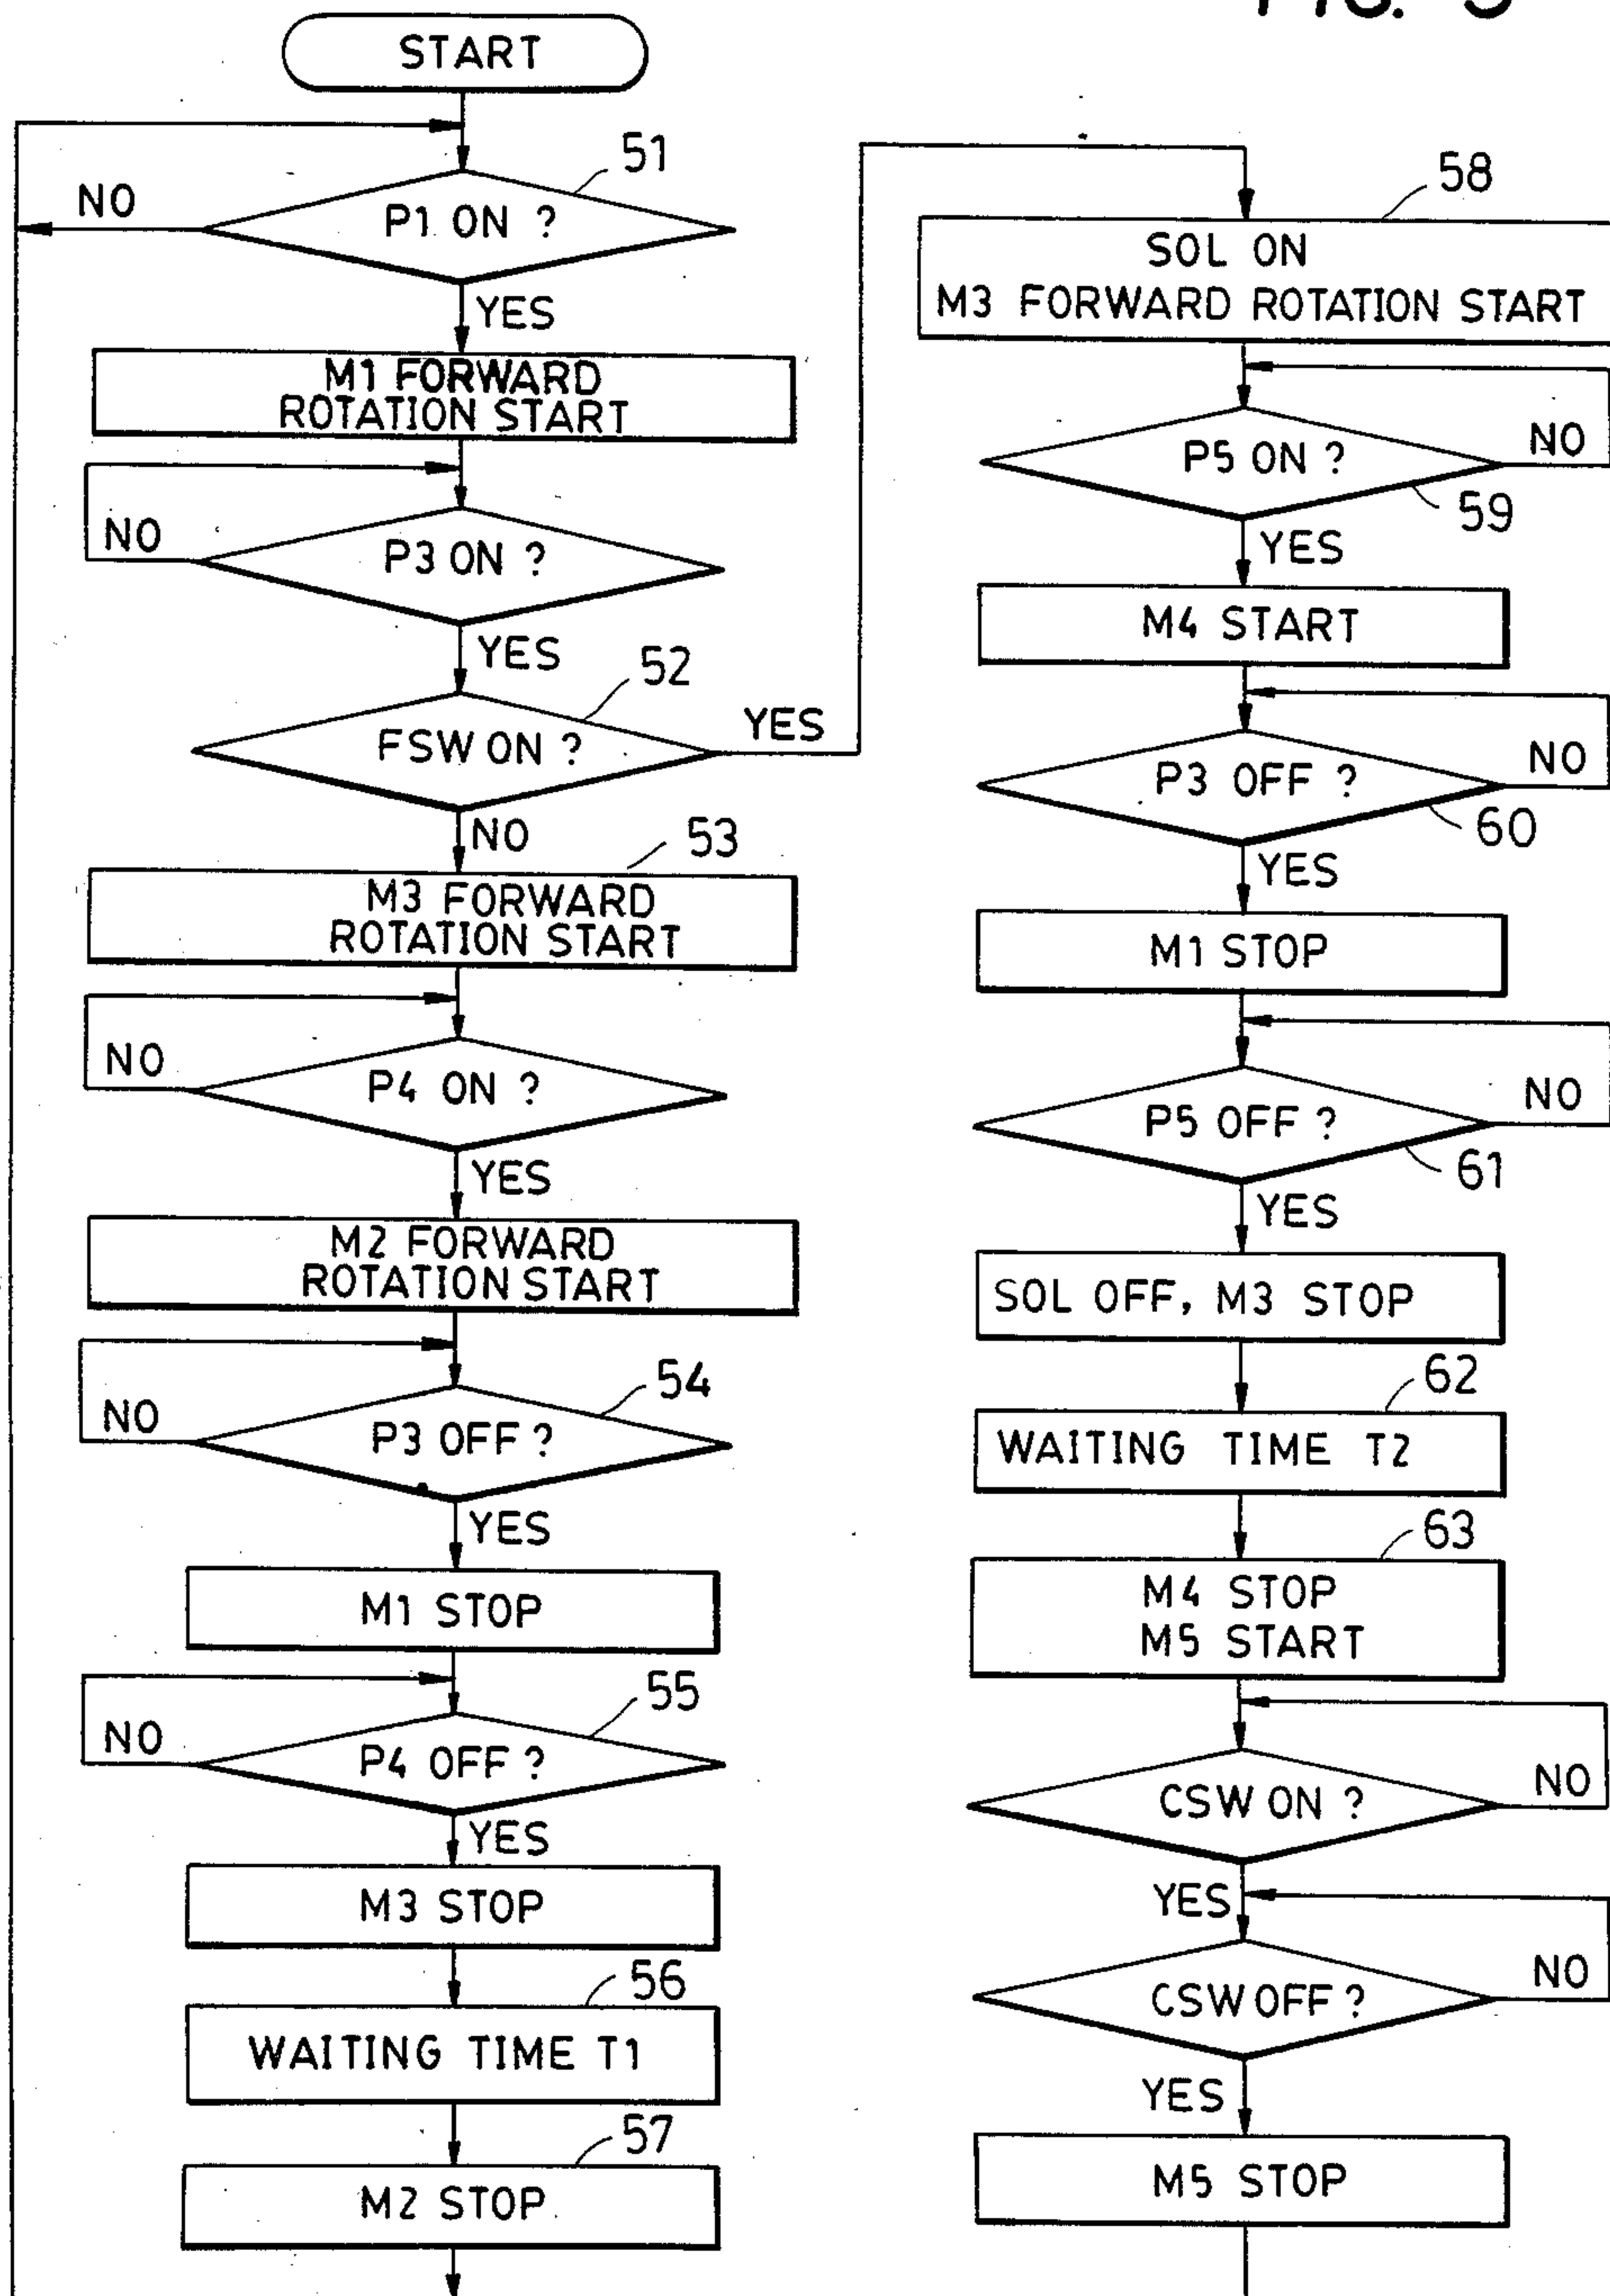 FIG. 5
START
51
P1 ON ?
NO
YES
M1 FORWARD
ROTATION START
P3 ON ?
NO
YES
52
FSW ON ?
YES
NO
53
M3 FORWARD
ROTATION START
P4 ON ?
NO
YES
M2 FORWARD
ROTATION START
54
P3 OFF ?
NO
YES
M1 STOP
55
P4 OFF ?
NO
YES
M3 STOP
56
WAITING TIME T1
57
M2 STOP
58
SOL ON
M3 FORWARD ROTATION START
P5 ON ?
NO
59
YES
M4 START
P3 OFF ?
NO
60
YES
M1 STOP
P5 OFF ?
NO
61
YES
SOL OFF, M3 STOP
62
WAITING TIME T2
63
M4 STOP
M5 START
CSW ON ?
NO
YES
CSW OFF ?
NO
YES
M5 STOP